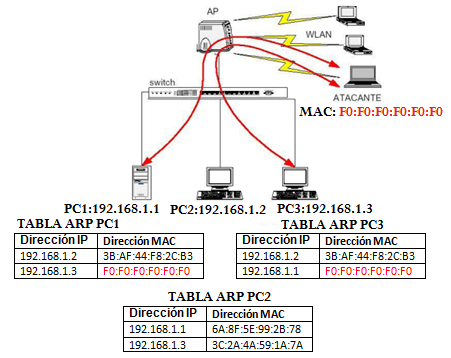 AP
WLAN
switch
ATACANTE
MAC: F0:F0:F0:F0:F0:F0
PC1:192.168.1.1 PC2:192.168.1.2 PC3:192.168.1.3
TABLA ARP PC1
Dirección IP Dirección MAC
192.168.1.2 3B:AF:44:F8:2C:B3
192.168.1.3 F0:F0:F0:F0:F0:F0
TABLA ARP PC3
Dirección IP Dirección MAC
192.168.1.2 3B:AF:44:F8:2C:B3
192.168.1.1 F0:F0:F0:F0:F0:F0
TABLA ARP PC2
Dirección IP Dirección MAC
192.168.1.1 6A:8F:5E:99:2B:78
192.168.1.3 3C:2A:4A:59:1A:7A